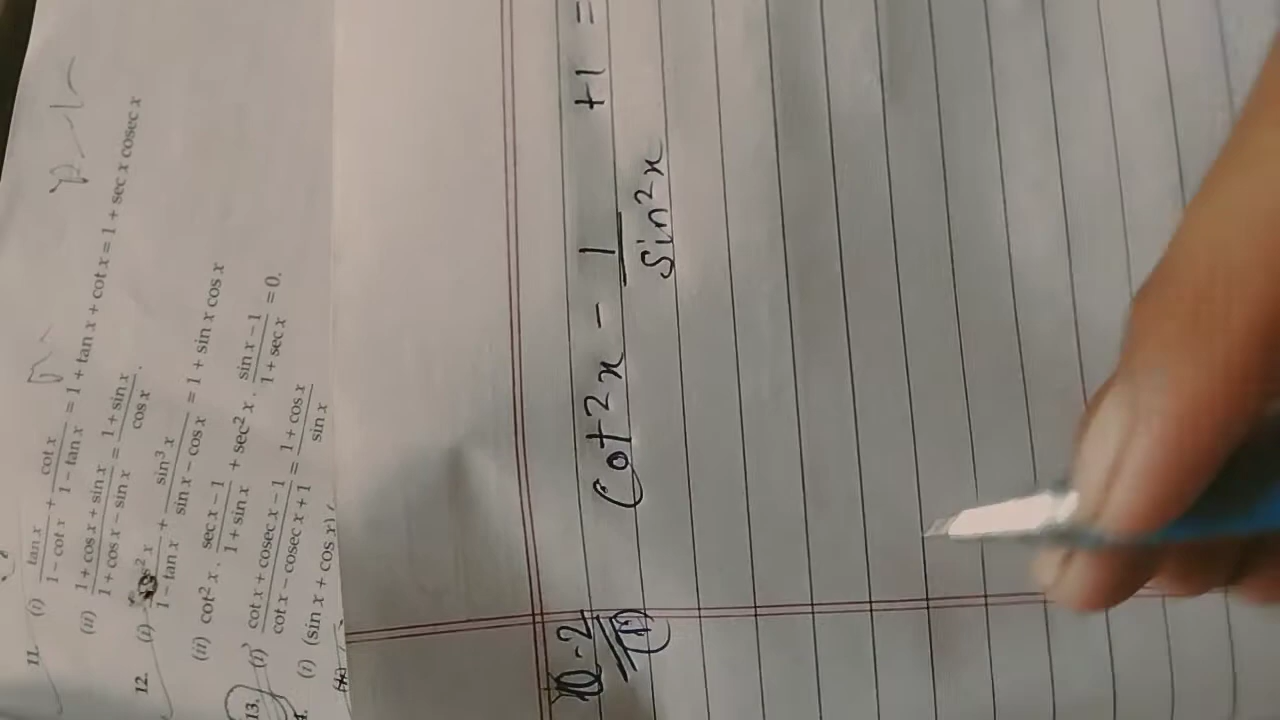 11. (i) tan x / 1 − cot x + cot x / 1 − tan x = 1 + tan x + cot x = 1 + sec x cosec x
(ii) 1 + cos x + sin x / 1 + cos x − sin x = 1 + sin x / cos x .
12. (i) x / 1 − tan x + sin³ x / sin x − cos x = 1 + sin x cos x
(ii) cot² x . sec x − 1 / 1 + sin x + sec² x . sin x − 1 / 1 + sec x = 0.
13. (i) cot x + cosec x − 1 / cot x − cosec x + 1 = 1 + cos x / sin x
(i) (sin x + cos x) (
Q-2
(1)
Cot²x - 1 / Sin²x +1 =